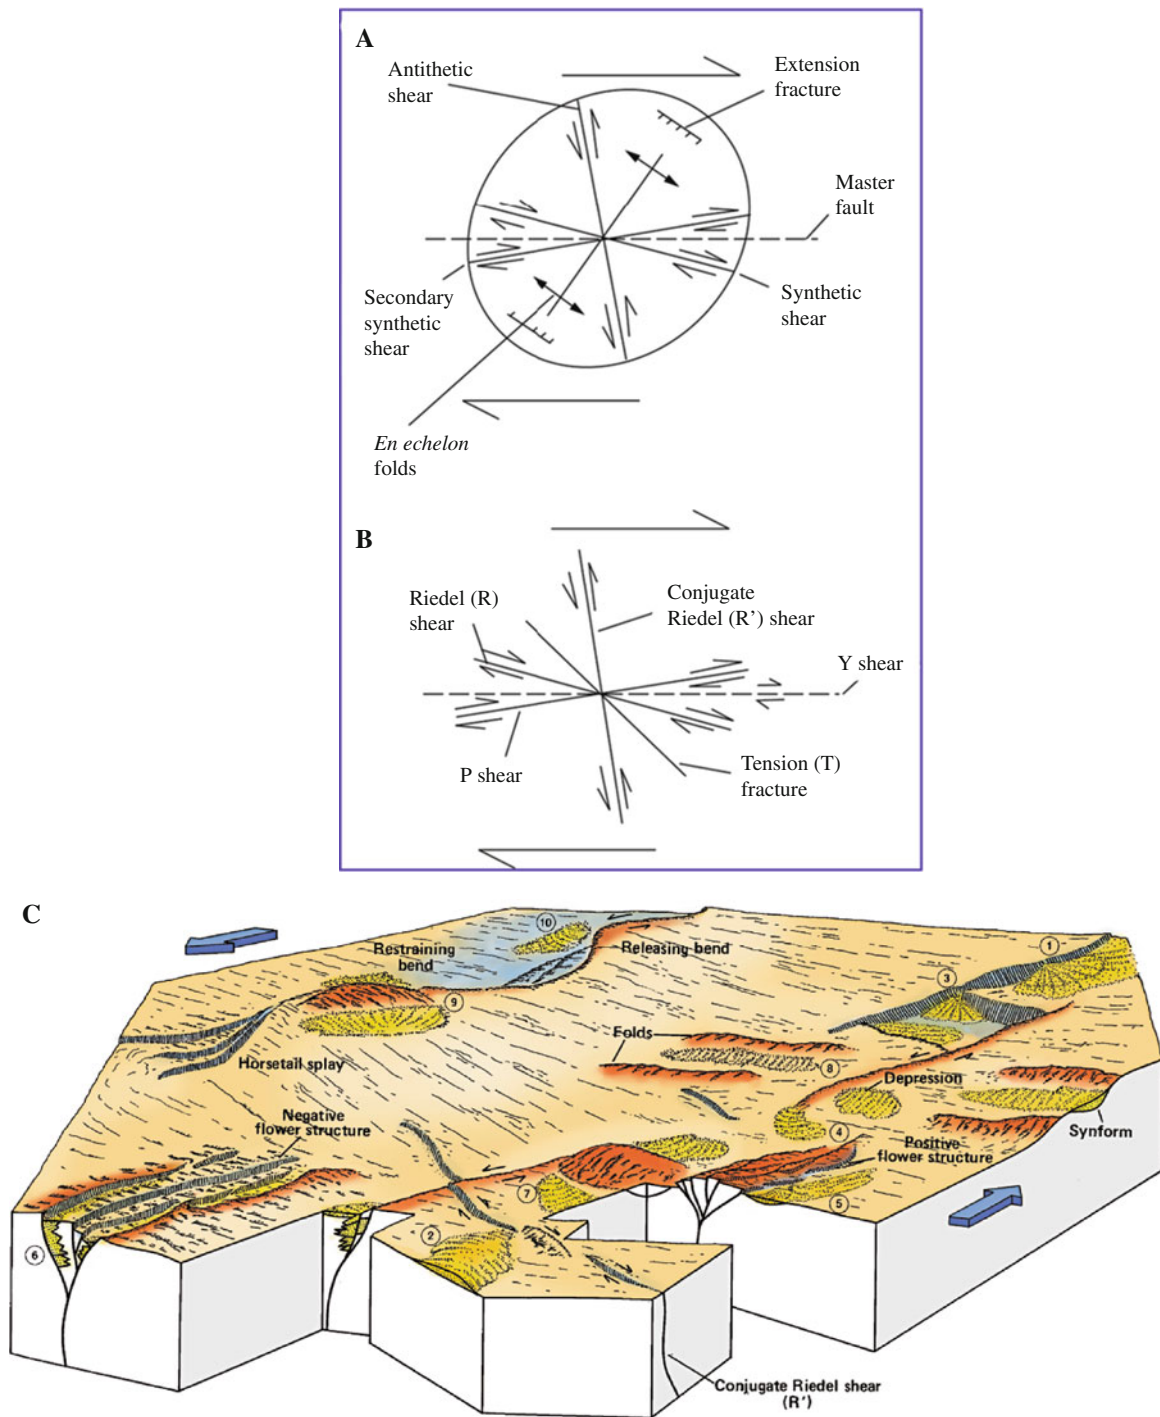 A
Antithetic
shear
Extension
fracture
Master
fault
Secondary
synthetic
shear
Synthetic
shear
En echelon
folds
B
Riedel (R)
shear
Conjugate
Riedel (R’) shear
Y shear
P shear
Tension (T)
fracture
C
10
Restraining
bend
Releasing bend
1
3
9
Folds
Horsetail splay
8
Depression
Negative
flower structure
4
Positive
flower structure
Synform
7
5
2
6
Conjugate Riedel shear
(R')